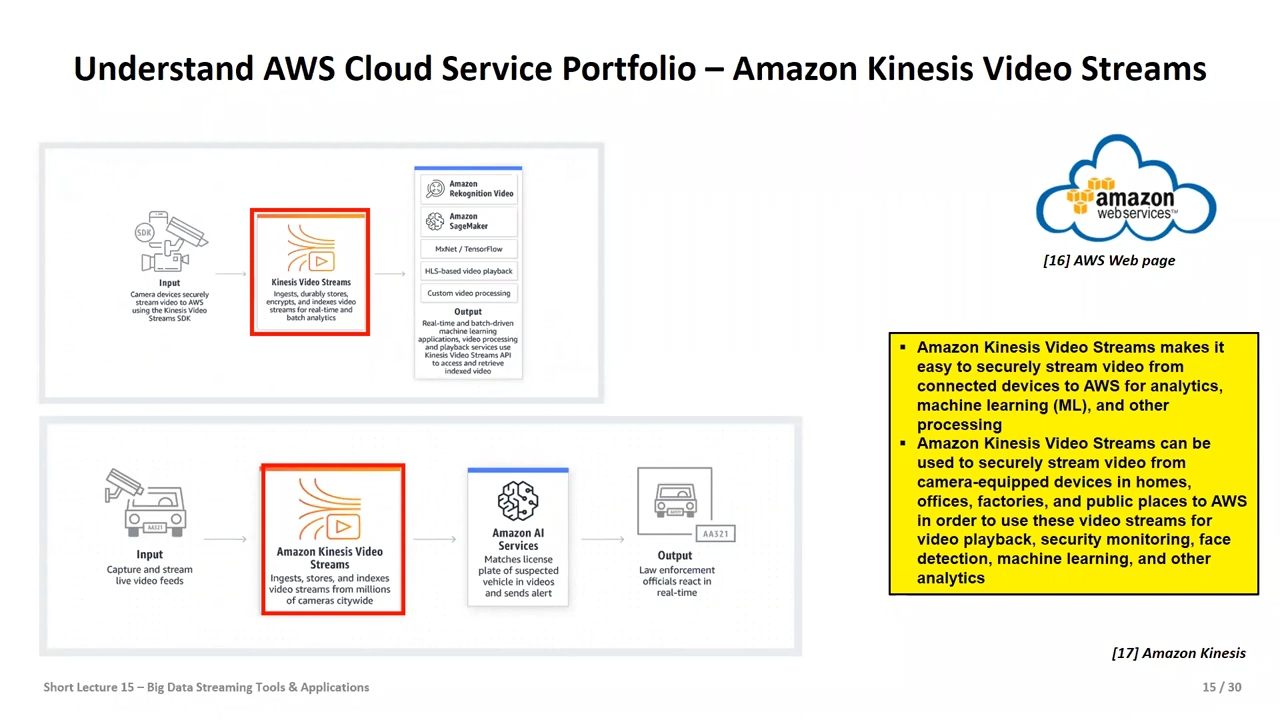 Understand AWS Cloud Service Portfolio – Amazon Kinesis Video Streams
SDK
Input
Camera devices securely
stream video to AWS
using the Kinesis Video
Streams SDK
Kinesis Video Streams
Ingests, durably stores,
encrypts, and indexes video
streams for real-time and
batch analytics
Amazon
Rekognition Video
Amazon
SageMaker
MxNet / TensorFlow
HLS-based video playback
Custom video processing
Output
Real-time and batch-driven
machine learning
applications, video processing
and playback services use
Kinesis Video Streams API
to access and retrieve
indexed video
amazon
webservices™
[16] AWS Web page
AA321
Input
Capture and stream
live video feeds
Amazon Kinesis Video
Streams
Ingests, stores, and indexes
video streams from millions
of cameras citywide
Amazon AI
Services
Matches license
plate of suspected
vehicle in videos
and sends alert
AA321
Output
Law enforcement
officials react in
real-time
▪ Amazon Kinesis Video Streams makes it
easy to securely stream video from
connected devices to AWS for analytics,
machine learning (ML), and other
processing
▪ Amazon Kinesis Video Streams can be
used to securely stream video from
camera-equipped devices in homes,
offices, factories, and public places to AWS
in order to use these video streams for
video playback, security monitoring, face
detection, machine learning, and other
analytics
[17] Amazon Kinesis
Short Lecture 15 – Big Data Streaming Tools & Applications
15 / 30